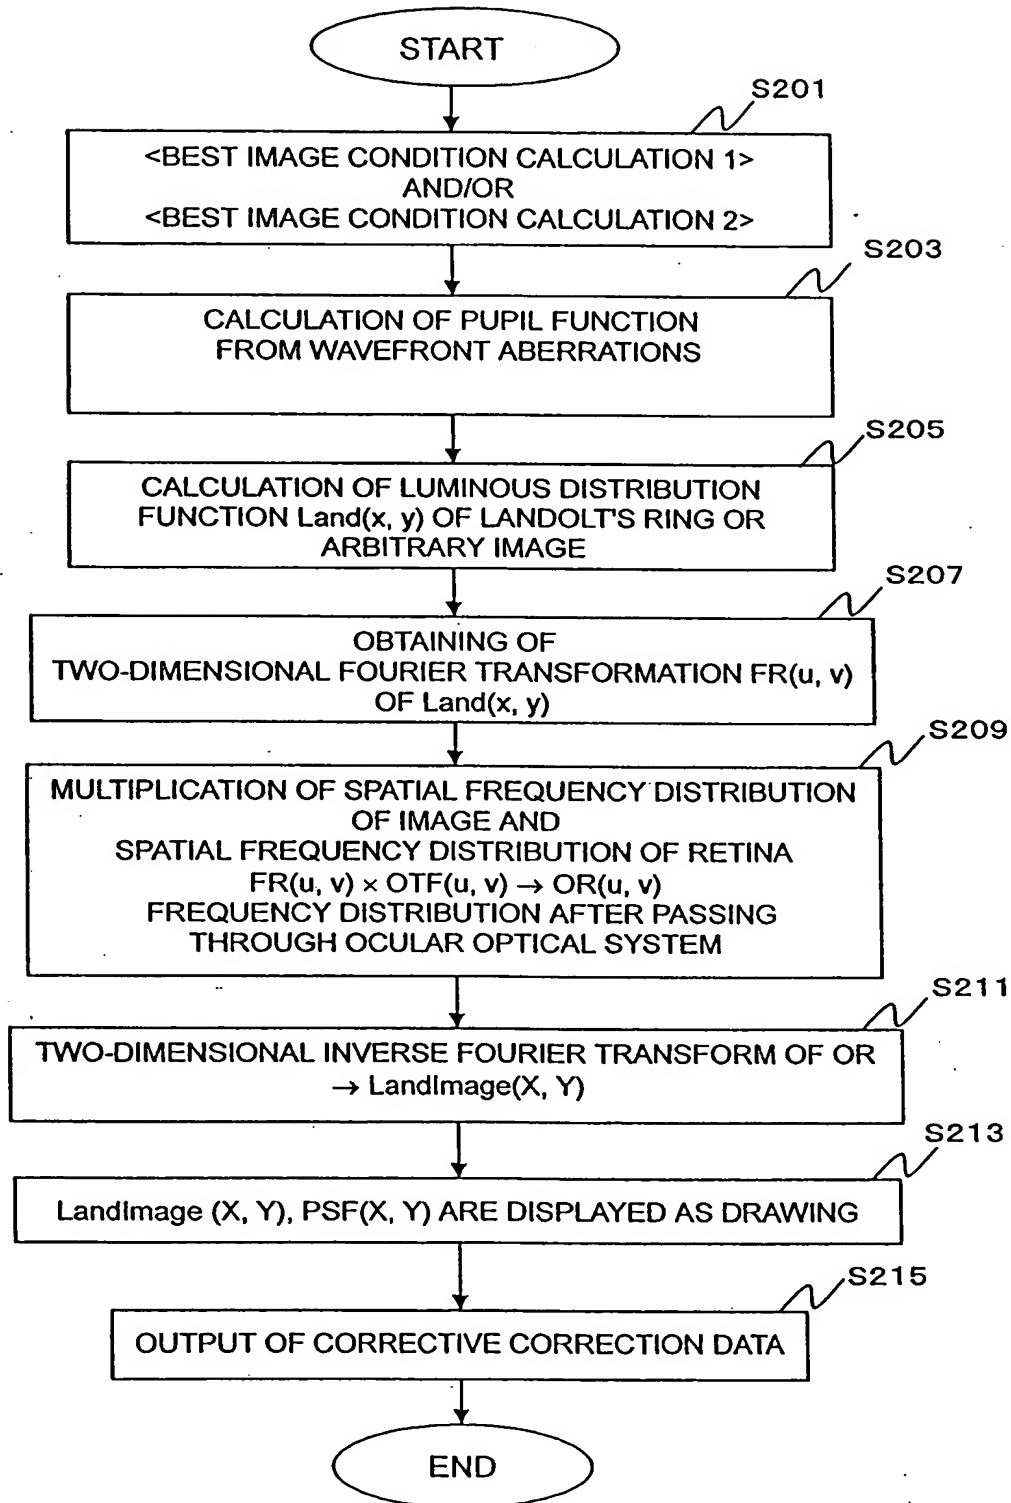 START
S201
<BEST IMAGE CONDITION CALCULATION 1>
AND/OR
<BEST IMAGE CONDITION CALCULATION 2>
S203
CALCULATION OF PUPIL FUNCTION
FROM WAVEFRONT ABERRATIONS
S205
CALCULATION OF LUMINOUS DISTRIBUTION
FUNCTION Land(x, y) OF LANDOLT'S RING OR
ARBITRARY IMAGE
S207
OBTAINING OF
TWO-DIMENSIONAL FOURIER TRANSFORMATION FR(u, v)
OF Land(x, y)
S209
MULTIPLICATION OF SPATIAL FREQUENCY DISTRIBUTION
OF IMAGE AND
SPATIAL FREQUENCY DISTRIBUTION OF RETINA
FR(u, v) × OTF(u, v) → OR(u, v)
FREQUENCY DISTRIBUTION AFTER PASSING
THROUGH OCULAR OPTICAL SYSTEM
S211
TWO-DIMENSIONAL INVERSE FOURIER TRANSFORM OF OR
→ LandImage(X, Y)
S213
LandImage (X, Y), PSF(X, Y) ARE DISPLAYED AS DRAWING
S215
OUTPUT OF CORRECTIVE CORRECTION DATA
END